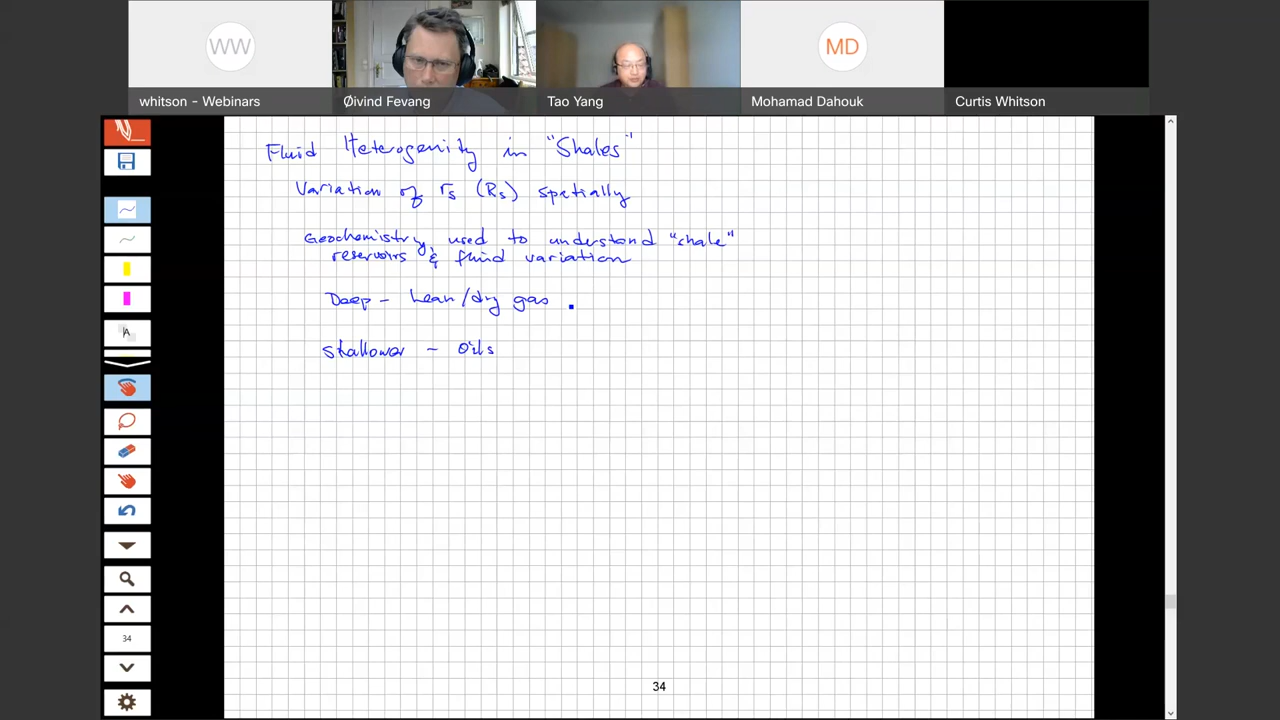 WW
MD
whitson - Webinars
Øivind Fevang
Tao Yang
Mohamad Dahouk
Curtis Whitson
Fluid Heterogenity in "Shales"
Variation of rs (Rs) spatially
Geochemistry used to understand "shale"
reservoirs & fluid variation
Deep - Lean/dry gas
Shallower - Oils
A
34
34